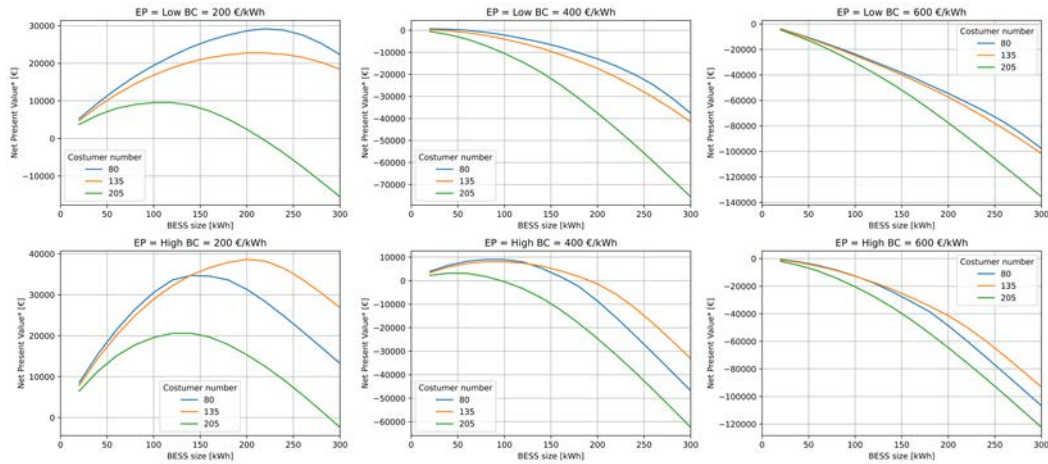 EP = Low BC = 200 €/kWh
Net Present Value* [€]
30000
20000
10000
0
−10000
Costumer number
80
135
205
0 50 100 150 200 250 300
BESS size [kWh]
EP = Low BC = 400 €/kWh
Net Present Value* [€]
0
−10000
−20000
−30000
−40000
−50000
−60000
−70000
Costumer number
80
135
205
0 50 100 150 200 250 300
BESS size [kWh]
EP = Low BC = 600 €/kWh
Net Present Value* [€]
0
−20000
−40000
−60000
−80000
−100000
−120000
−140000
Costumer number
80
135
205
0 50 100 150 200 250 300
BESS size [kWh]
EP = High BC = 200 €/kWh
Net Present Value* [€]
40000
30000
20000
10000
0
Costumer number
80
135
205
0 50 100 150 200 250 300
BESS size [kWh]
EP = High BC = 400 €/kWh
Net Present Value* [€]
10000
0
−10000
−20000
−30000
−40000
−50000
−60000
Costumer number
80
135
205
0 50 100 150 200 250 300
BESS size [kWh]
EP = High BC = 600 €/kWh
Net Present Value* [€]
0
−20000
−40000
−60000
−80000
−100000
−120000
Costumer number
80
135
205
0 50 100 150 200 250 300
BESS size [kWh]